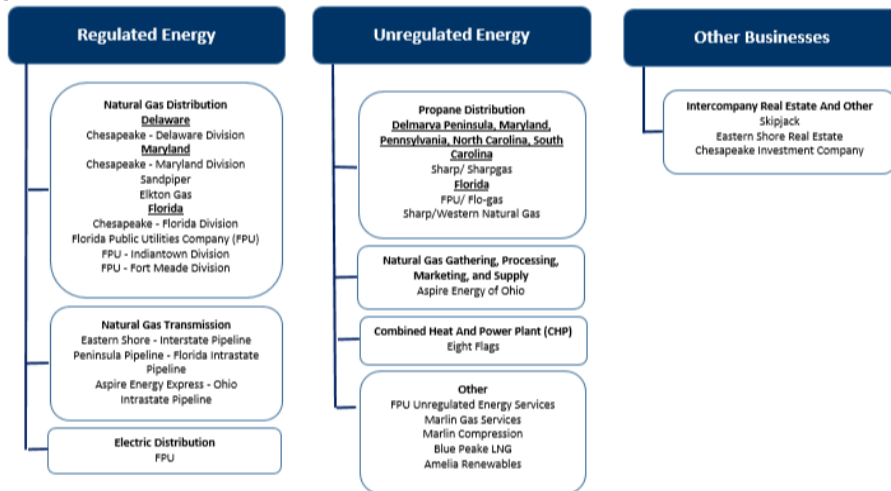 Regulated Energy
Natural Gas Distribution
Delaware
Chesapeake - Delaware Division
Maryland
Chesapeake - Maryland Division
Sandpiper
Elkton Gas
Florida
Chesapeake - Florida Division
Florida Public Utilities Company (FPU)
FPU - Indiantown Division
FPU - Fort Meade Division
Natural Gas Transmission
Eastern Shore - Interstate Pipeline
Peninsula Pipeline - Florida Intrastate
Pipeline
Aspire Energy Express - Ohio
Intrastate Pipeline
Electric Distribution
FPU
Unregulated Energy
Propane Distribution
Delmarva Peninsula, Maryland,
Pennsylvania, North Carolina, South
Carolina
Sharp/ Sharpgas
Florida
FPU/ Flo-gas
Sharp/Western Natural Gas
Natural Gas Gathering, Processing,
Marketing, and Supply
Aspire Energy of Ohio
Combined Heat And Power Plant (CHP)
Eight Flags
Other
FPU Unregulated Energy Services
Marlin Gas Services
Marlin Compression
Blue Peake LNG
Amelia Renewables
Other Businesses
Intercompany Real Estate And Other
Skipjack
Eastern Shore Real Estate
Chesapeake Investment Company